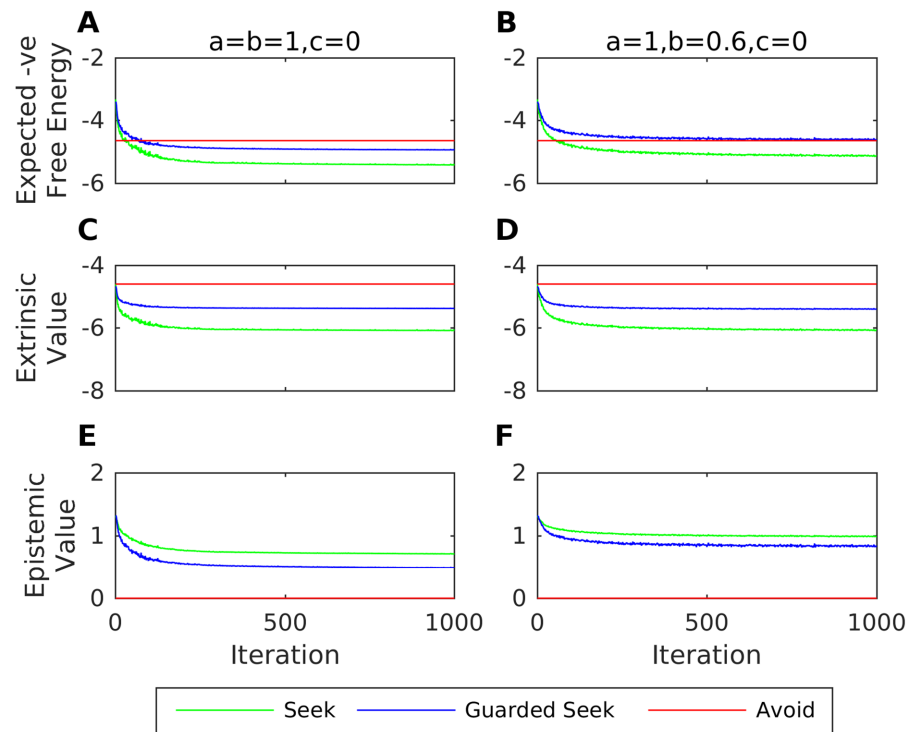 A
B
a=b=1,c=0
a=1,b=0.6,c=0
Expected -ve
Free Energy
-2
-4
-6
-2
-4
-6
C
D
Extrinsic
Value
-4
-6
-8
-4
-6
-8
E
F
Epistemic
Value
2
1
0
2
1
0
0
500
1000
0
500
1000
Iteration
Iteration
Seek
Guarded Seek
Avoid